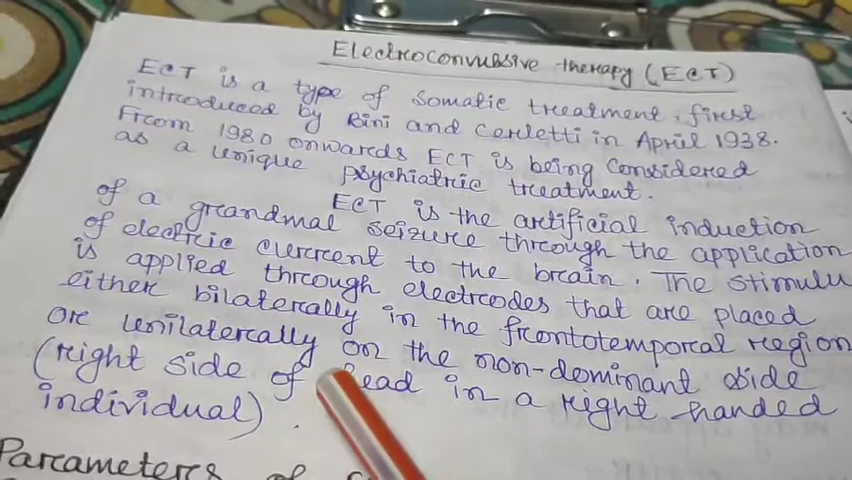 Electroconvulsive therapy (ECT)
ECT is a type of somatic treatment, first
introduced by Bini and Cerletti in April 1938.
From 1980 onwards ECT is being considered
as a unique psychiatric treatment.
ECT is the artificial induction
of a grandmal seizure through the application
of electric current to the brain. The stimulu
is applied through electrodes that are placed
either bilaterally in the frontotemporal region
or unilaterally on the non-dominant side
(right side of head in a right handed
individual).
Parameters of